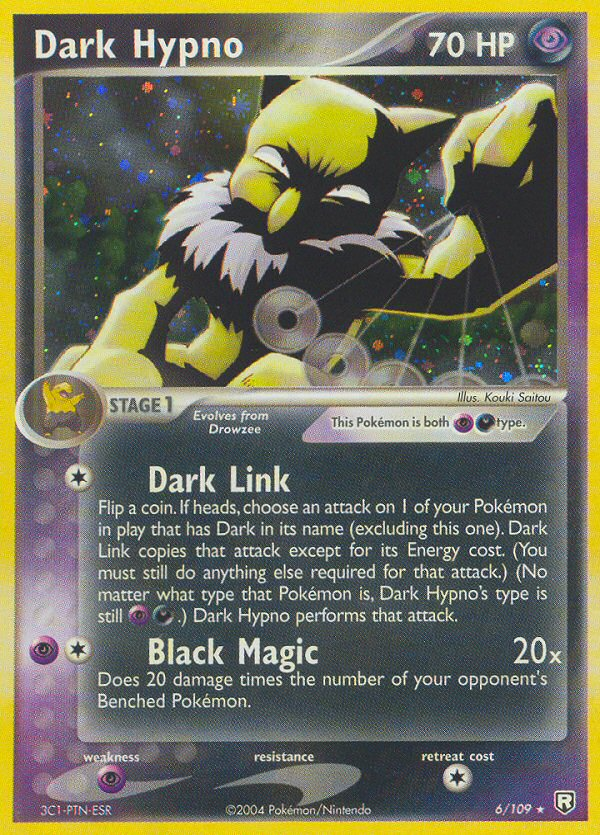 Dark Hypno 70 HP
Illus. Kouki Saitou
STAGE 1
Evolves from
Drowzee
This Pokémon is both type.
Dark Link
Flip a coin. If heads, choose an attack on 1 of your Pokémon
in play that has Dark in its name (excluding this one). Dark
Link copies that attack except for its Energy cost. (You
must still do anything else required for that attack.) (No
matter what type that Pokémon is, Dark Hypno's type is
still .) Dark Hypno performs that attack.
Black Magic 20x
Does 20 damage times the number of your opponent's
Benched Pokémon.
weakness resistance retreat cost
3C1-PTN-ESR ©2004 Pokémon/Nintendo 6/109 ★ R